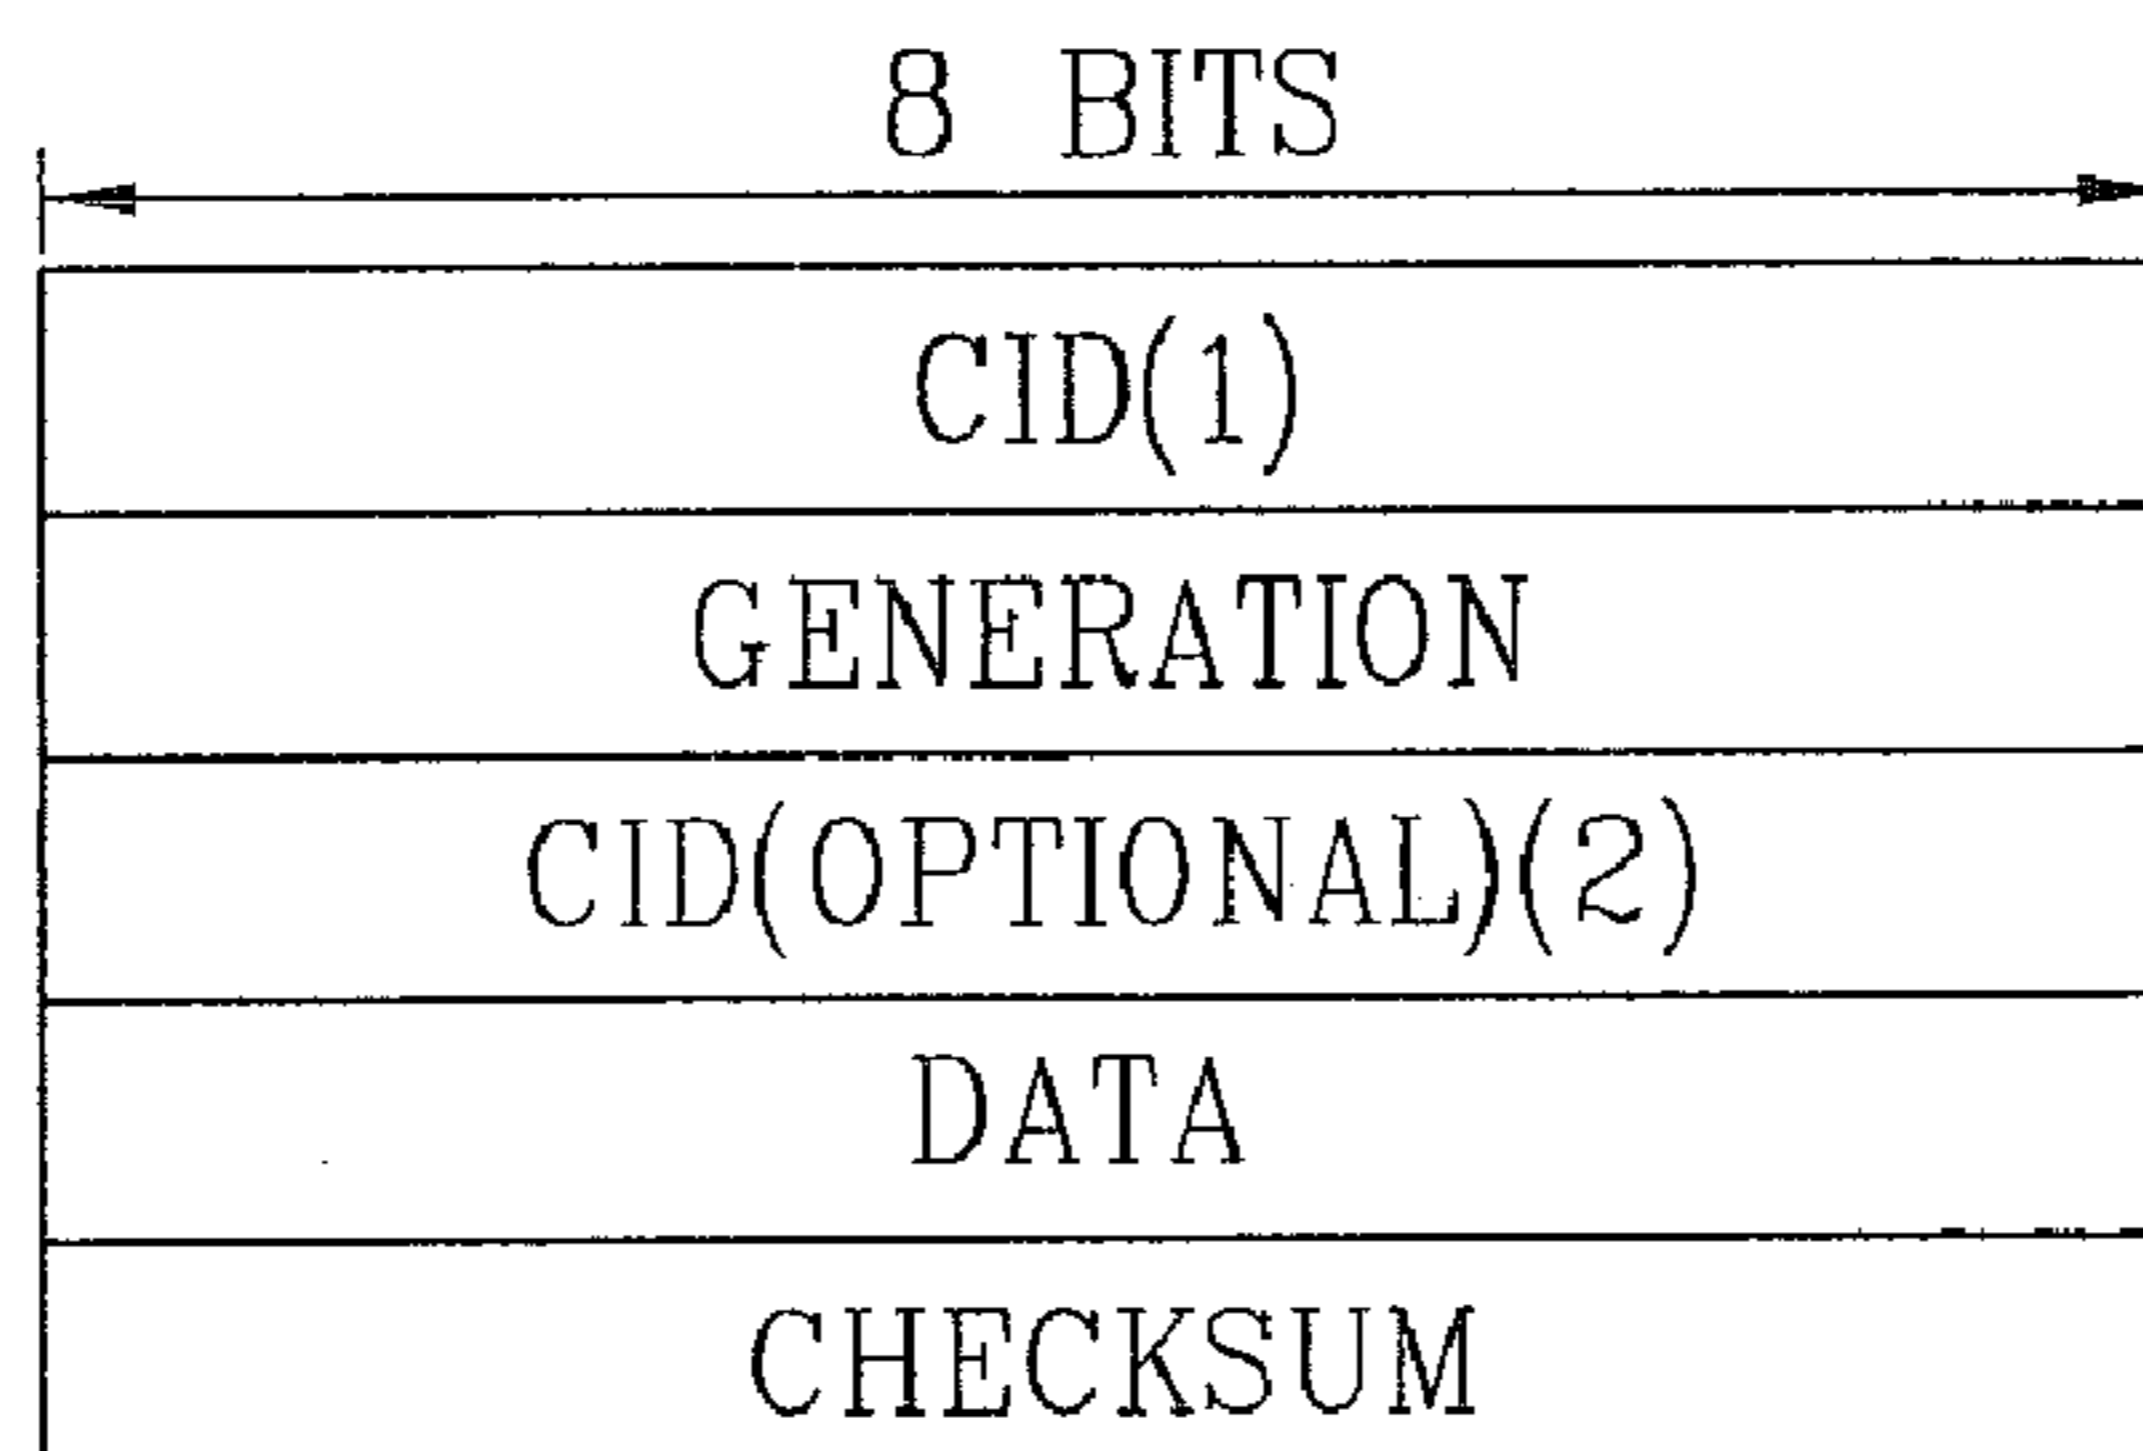 8 BITS
CID(1)
GENERATION
CID(OPTIONAL)(2)
DATA
CHECKSUM